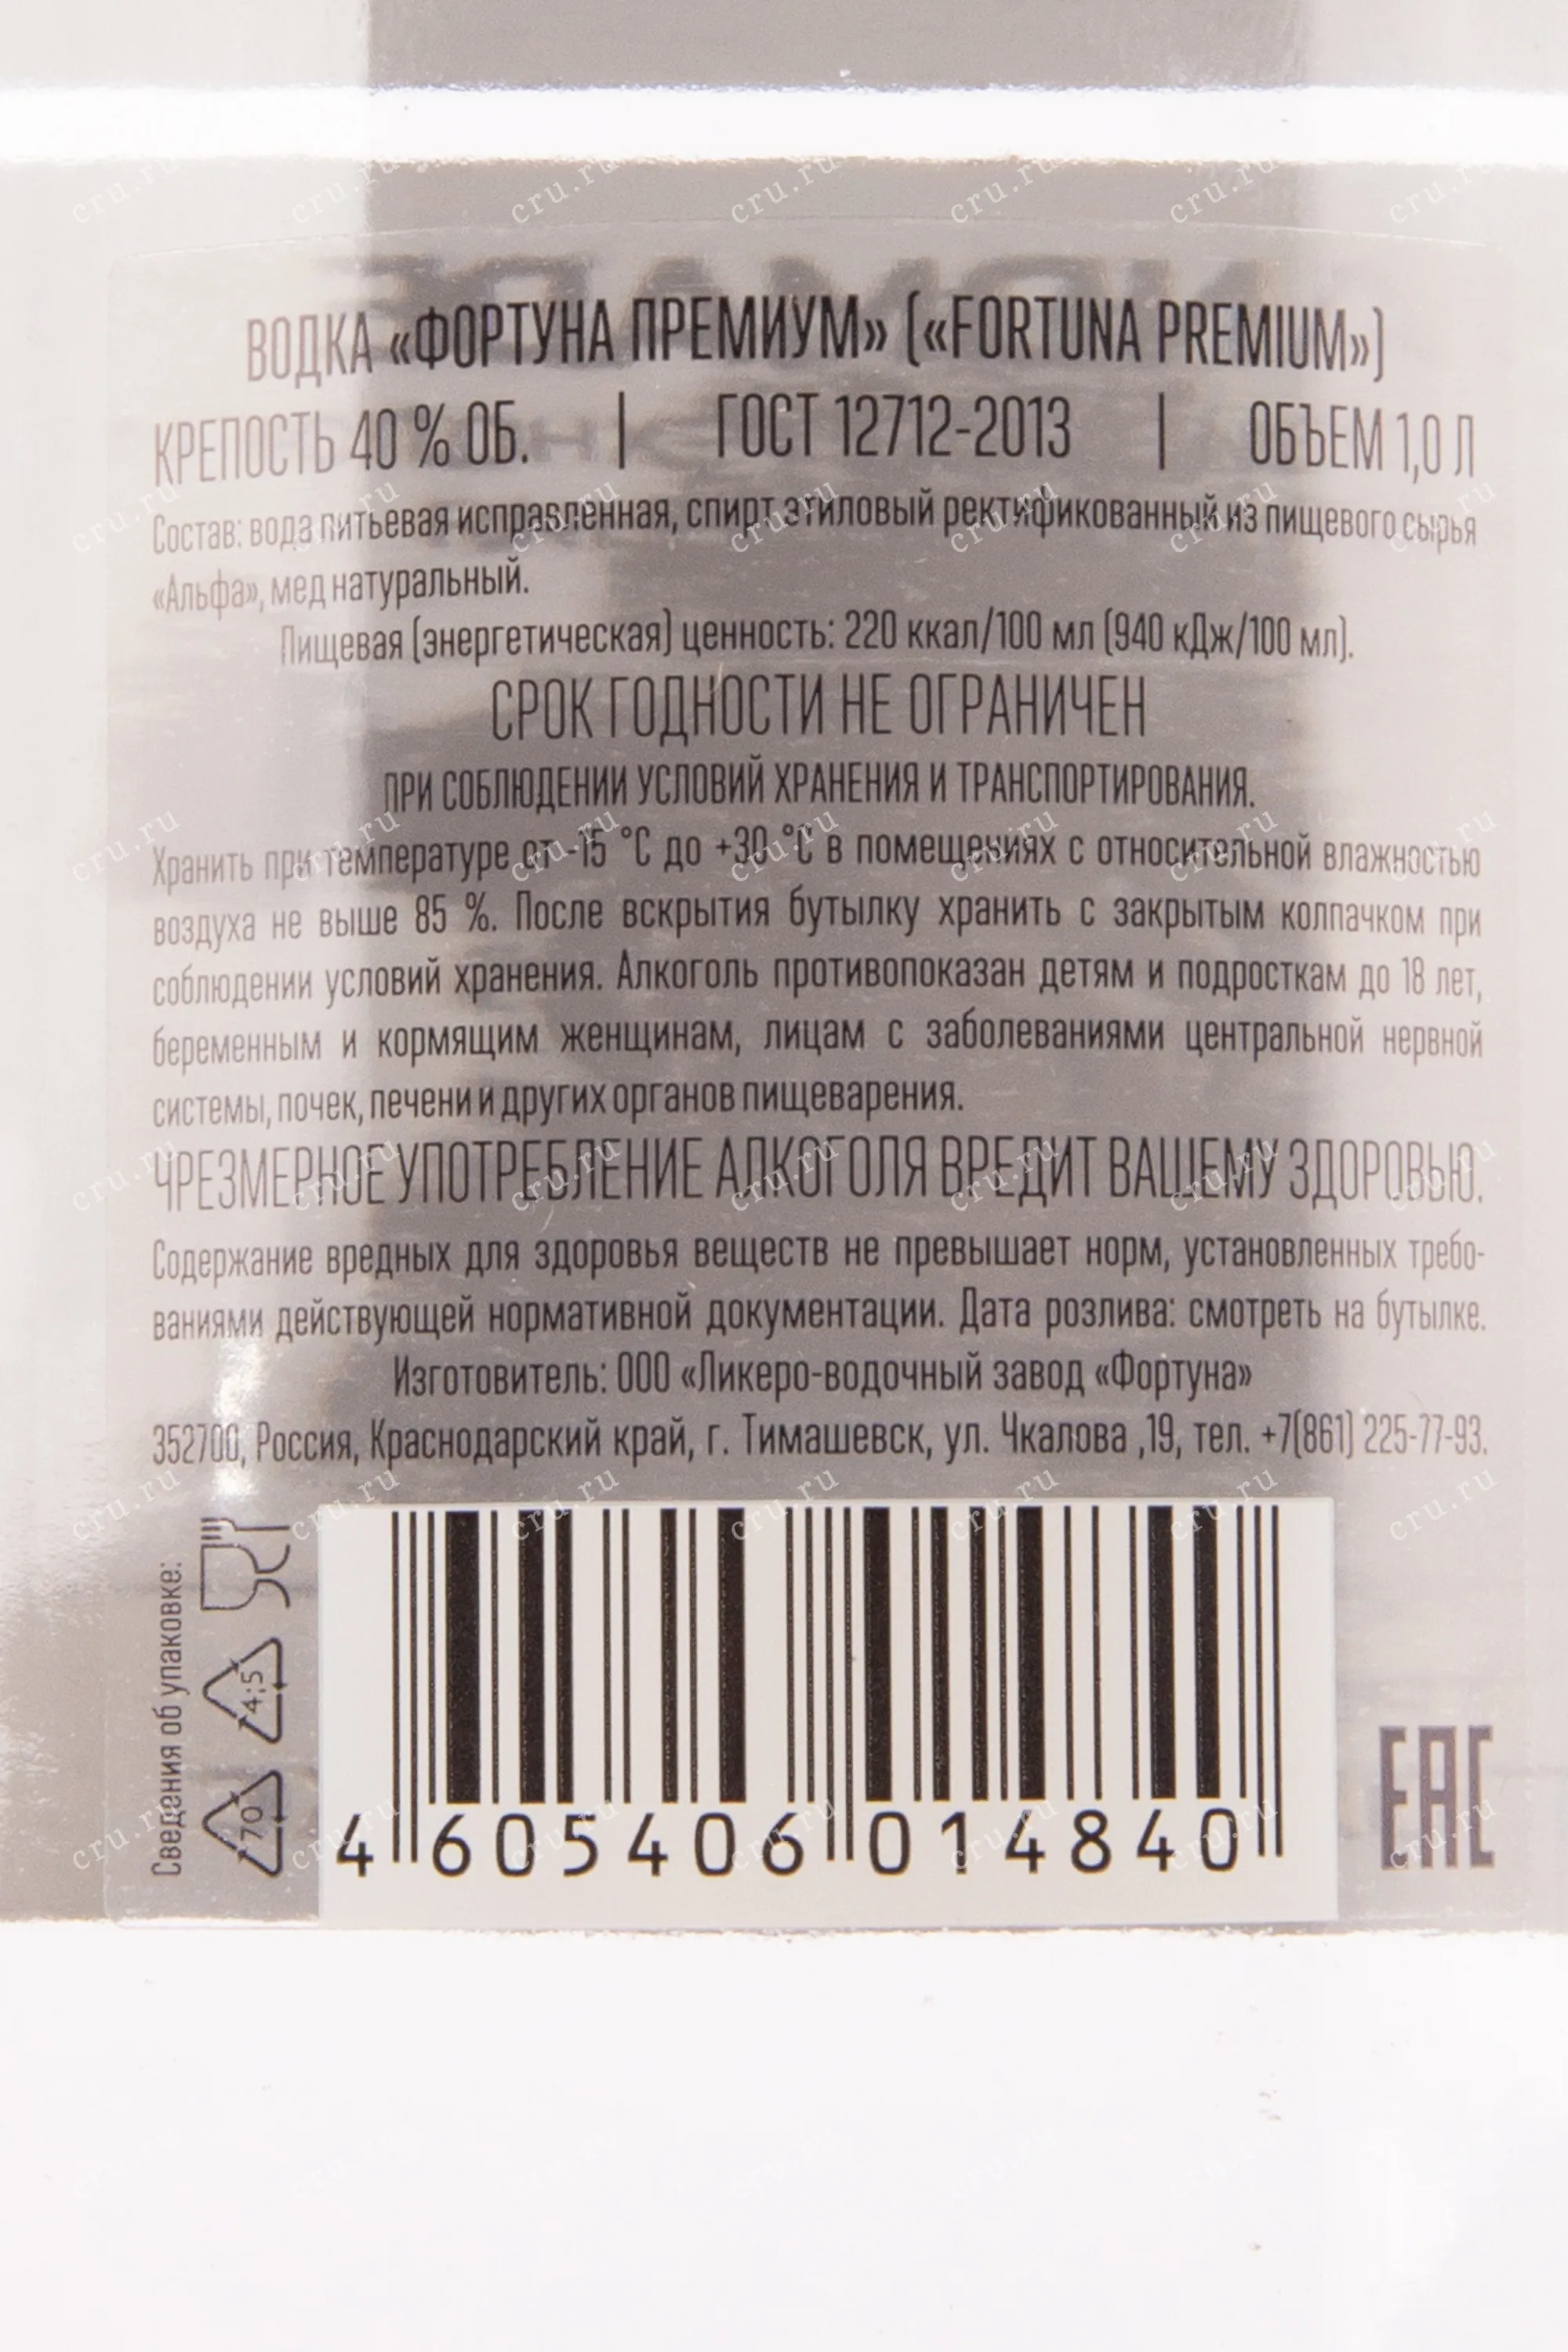 ВОДКА «ФОРТУНА ПРЕМИУМ» («FORTUNA PREMIUM»)
КРЕПОСТЬ 40 % ОБ. | ГОСТ 12712-2013 | ОБЪЕМ 1,0 Л
Состав: вода питьевая исправленная, спирт этиловый ректификованный из пищевого сырья
«Альфа», мед натуральный.
Пищевая (энергетическая) ценность: 220 ккал/100 мл (940 кДж/100 мл).
СРОК ГОДНОСТИ НЕ ОГРАНИЧЕН
ПРИ СОБЛЮДЕНИИ УСЛОВИЙ ХРАНЕНИЯ И ТРАНСПОРТИРОВАНИЯ.
Хранить при температуре от -15 °С до +30 °С в помещениях с относительной влажностью
воздуха не выше 85 %. После вскрытия бутылку хранить с закрытым колпачком при
соблюдении условий хранения. Алкоголь противопоказан детям и подросткам до 18 лет,
беременным и кормящим женщинам, лицам с заболеваниями центральной нервной
системы, почек, печени и других органов пищеварения.
ЧРЕЗМЕРНОЕ УПОТРЕБЛЕНИЕ АЛКОГОЛЯ ВРЕДИТ ВАШЕМУ ЗДОРОВЬЮ.
Содержание вредных для здоровья веществ не превышает норм, установленных требо-
ваниями действующей нормативной документации. Дата розлива: смотреть на бутылке.
Изготовитель: ООО «Ликеро-водочный завод «Фортуна»
352700, Россия, Краснодарский край, г. Тимашевск, ул. Чкалова ,19, тел. +7(861) 225-77-93.
Сведения об упаковке:
70
4;5
4 605406 014840
EAC
cru.ru